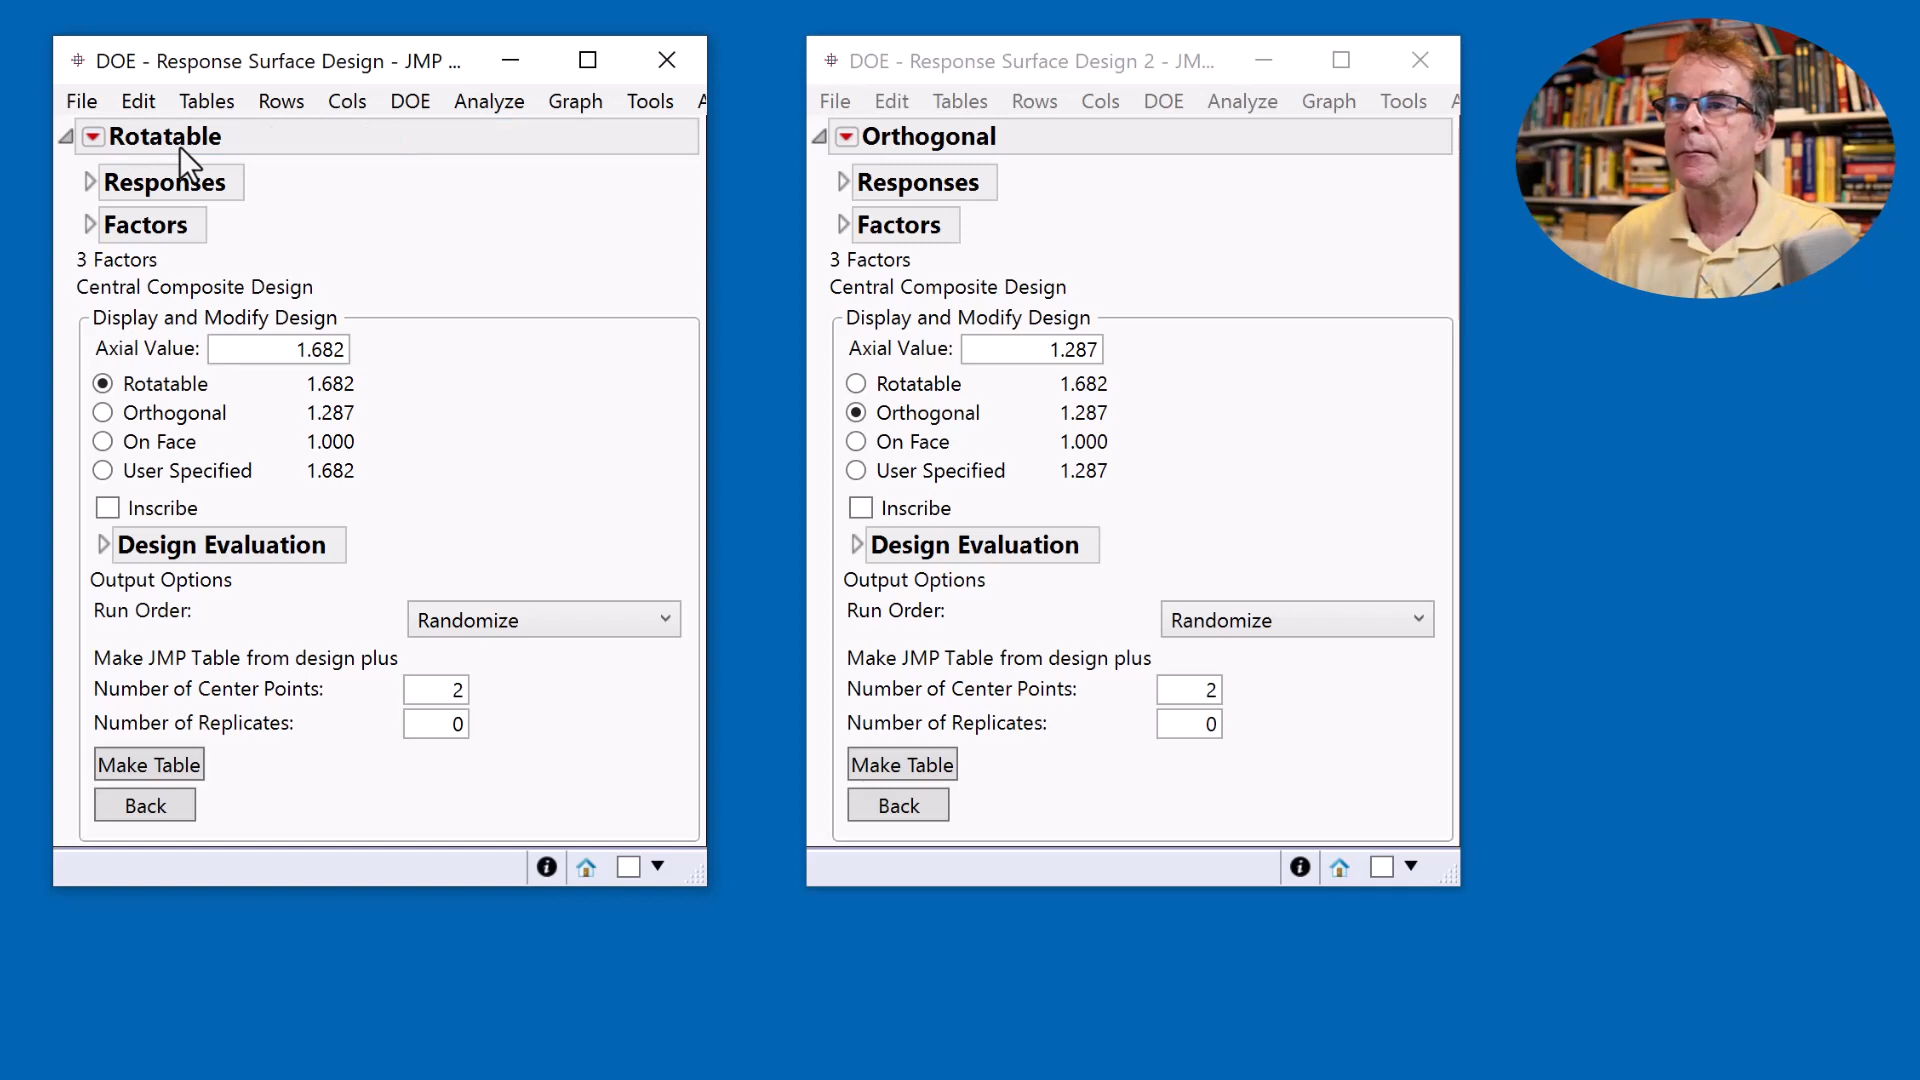 DOE - Response Surface Design - JMP ...
File Edit Tables Rows Cols DOE Analyze Graph Tools
Rotatable
Responses
Factors
3 Factors
Central Composite Design
Display and Modify Design
Axial Value: 1.682
Rotatable 1.682
Orthogonal 1.287
On Face 1.000
User Specified 1.682
Inscribe
Design Evaluation
Output Options
Run Order: Randomize
Make JMP Table from design plus
Number of Center Points: 2
Number of Replicates: 0
Make Table
Back
DOE - Response Surface Design 2 - JM...
File Edit Tables Rows Cols DOE Analyze Graph Tools
Orthogonal
Responses
Factors
3 Factors
Central Composite Design
Display and Modify Design
Axial Value: 1.287
Rotatable 1.682
Orthogonal 1.287
On Face 1.000
User Specified 1.287
Inscribe
Design Evaluation
Output Options
Run Order: Randomize
Make JMP Table from design plus
Number of Center Points: 2
Number of Replicates: 0
Make Table
Back